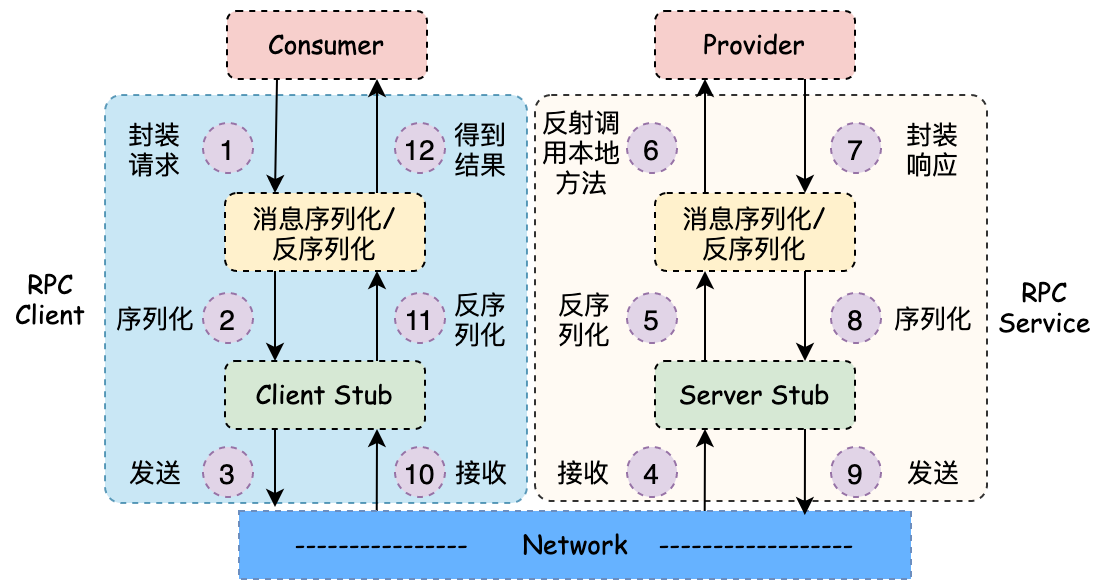 Consumer
Provider
封装
请求
1
12
得到
结果
反射调
用本地
方法
6
7
封装
响应
消息序列化/
反序列化
消息序列化/
反序列化
RPC
Client
序列化
2
11
反序
列化
反序
列化
5
8
序列化
RPC
Service
Client Stub
Server Stub
发送
3
10
接收
接收
4
9
发送
Network